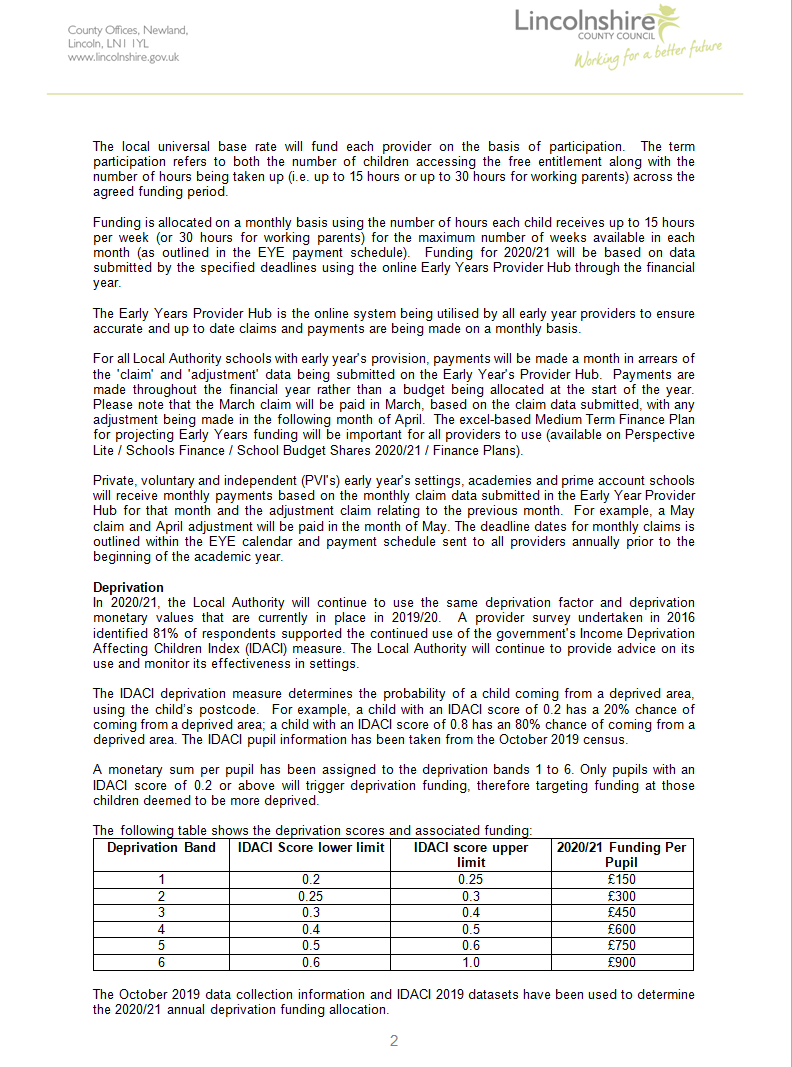 County Offices, Newland,
Lincoln, LN1 1YL
www.lincolnshire.gov.uk
Lincolnshire
COUNTY COUNCIL
Working for a better future
The local universal base rate will fund each provider on the basis of participation. The term
participation refers to both the number of children accessing the free entitlement along with the
number of hours being taken up (i.e. up to 15 hours or up to 30 hours for working parents) across the
agreed funding period.
Funding is allocated on a monthly basis using the number of hours each child receives up to 15 hours
per week (or 30 hours for working parents) for the maximum number of weeks available in each
month (as outlined in the EYE payment schedule). Funding for 2020/21 will be based on data
submitted by the specified deadlines using the online Early Years Provider Hub through the financial
year.
The Early Years Provider Hub is the online system being utilised by all early year providers to ensure
accurate and up to date claims and payments are being made on a monthly basis.
For all Local Authority schools with early year's provision, payments will be made a month in arrears of
the 'claim' and 'adjustment' data being submitted on the Early Year's Provider Hub. Payments are
made throughout the financial year rather than a budget being allocated at the start of the year.
Please note that the March claim will be paid in March, based on the claim data submitted, with any
adjustment being made in the following month of April. The excel-based Medium Term Finance Plan
for projecting Early Years funding will be important for all providers to use (available on Perspective
Lite / Schools Finance / School Budget Shares 2020/21 / Finance Plans).
Private, voluntary and independent (PVI's) early year's settings, academies and prime account schools
will receive monthly payments based on the monthly claim data submitted in the Early Year Provider
Hub for that month and the adjustment claim relating to the previous month. For example, a May
claim and April adjustment will be paid in the month of May. The deadline dates for monthly claims is
outlined within the EYE calendar and payment schedule sent to all providers annually prior to the
beginning of the academic year.
Deprivation
In 2020/21, the Local Authority will continue to use the same deprivation factor and deprivation
monetary values that are currently in place in 2019/20. A provider survey undertaken in 2016
identified 81% of respondents supported the continued use of the government's Income Deprivation
Affecting Children Index (IDACI) measure. The Local Authority will continue to provide advice on its
use and monitor its effectiveness in settings.
The IDACI deprivation measure determines the probability of a child coming from a deprived area,
using the child's postcode. For example, a child with an IDACI score of 0.2 has a 20% chance of
coming from a deprived area; a child with an IDACI score of 0.8 has an 80% chance of coming from a
deprived area. The IDACI pupil information has been taken from the October 2019 census.
A monetary sum per pupil has been assigned to the deprivation bands 1 to 6. Only pupils with an
IDACI score of 0.2 or above will trigger deprivation funding, therefore targeting funding at those
children deemed to be more deprived.
The following table shows the deprivation scores and associated funding:
Deprivation Band IDACI Score lower limit IDACI score upper limit 2020/21 Funding Per Pupil
1 0.2 0.25 £150
2 0.25 0.3 £300
3 0.3 0.4 £450
4 0.4 0.5 £600
5 0.5 0.6 £750
6 0.6 1.0 £900
The October 2019 data collection information and IDACI 2019 datasets have been used to determine
the 2020/21 annual deprivation funding allocation.
2